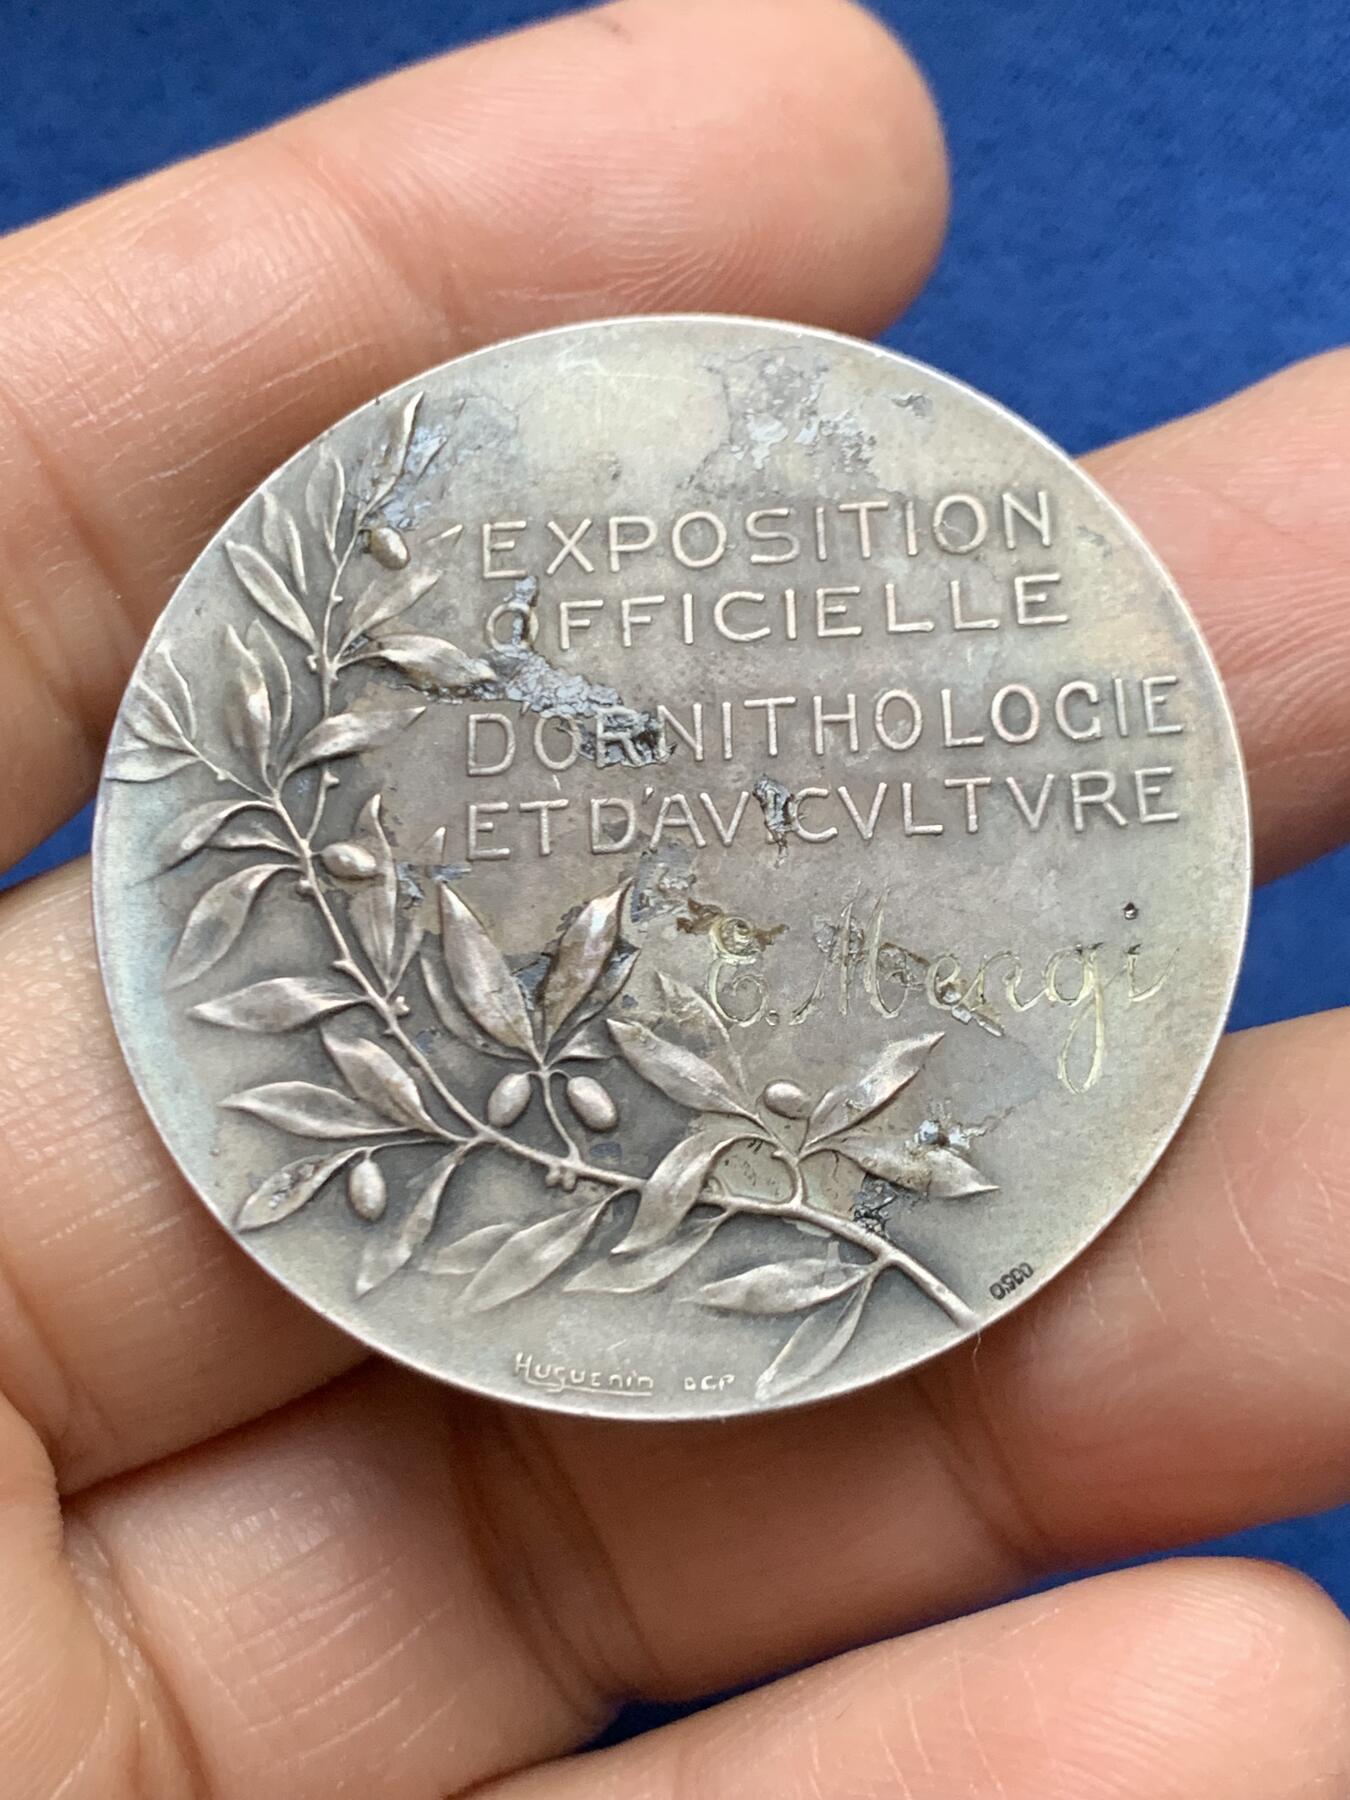 EXPOSITION
OFFICIELLE
D'ORNITHOLOGIE
ET D'AVICVLTVRE
E. Mengi
0.900
Huguenin DEP